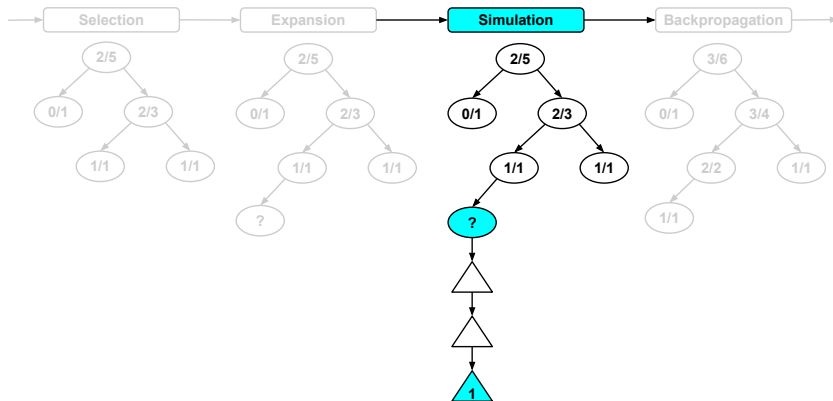 Selection Expansion Simulation Backpropagation
2/5 2/5 2/5 3/6
0/1 2/3 0/1 2/3 0/1 2/3 0/1 3/4
1/1 1/1 1/1 1/1 1/1 1/1 2/2 1/1
? ? 1/1
1